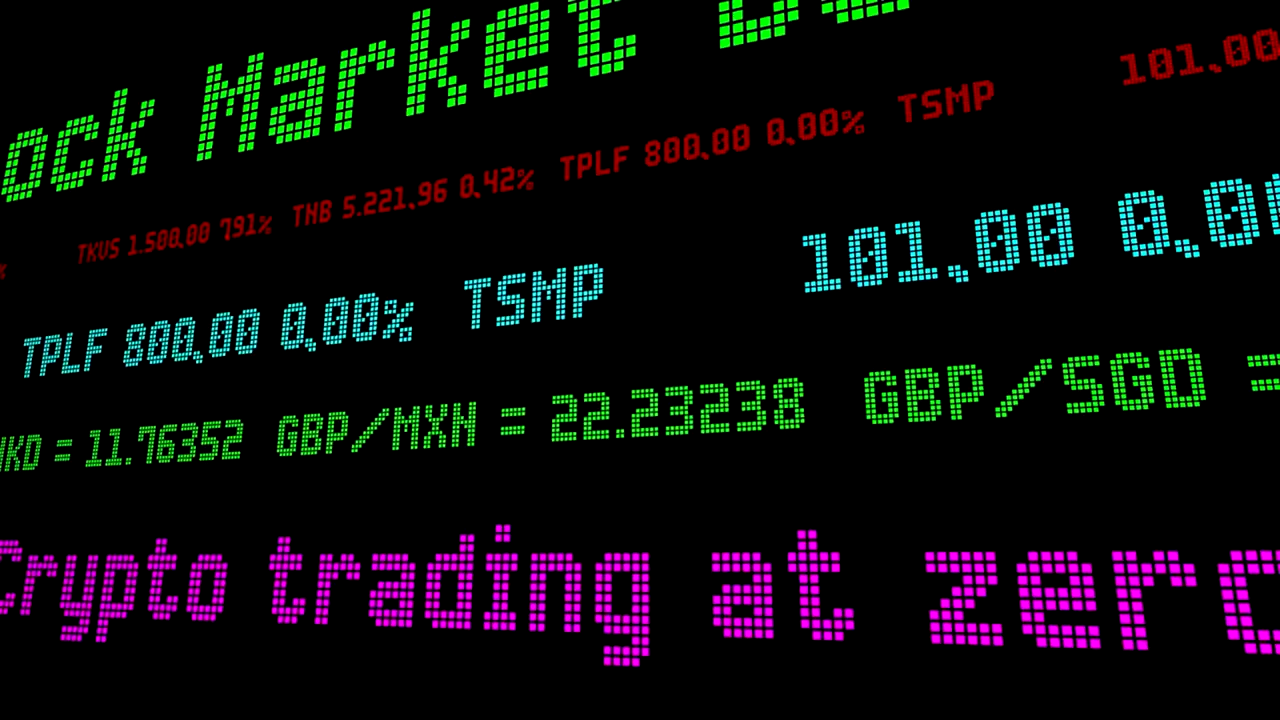 ock Market
% TKUS 1.500,00 791% THB 5.221,96 0,42% TPLF 800,00 0,00% TSMP 101,00
TPLF 800,00 0,00% TSMP 101,00 0,0
HKD = 11.76352 GBP/MXN = 22.23238 GBP/SGD =
Crypto trading at zero